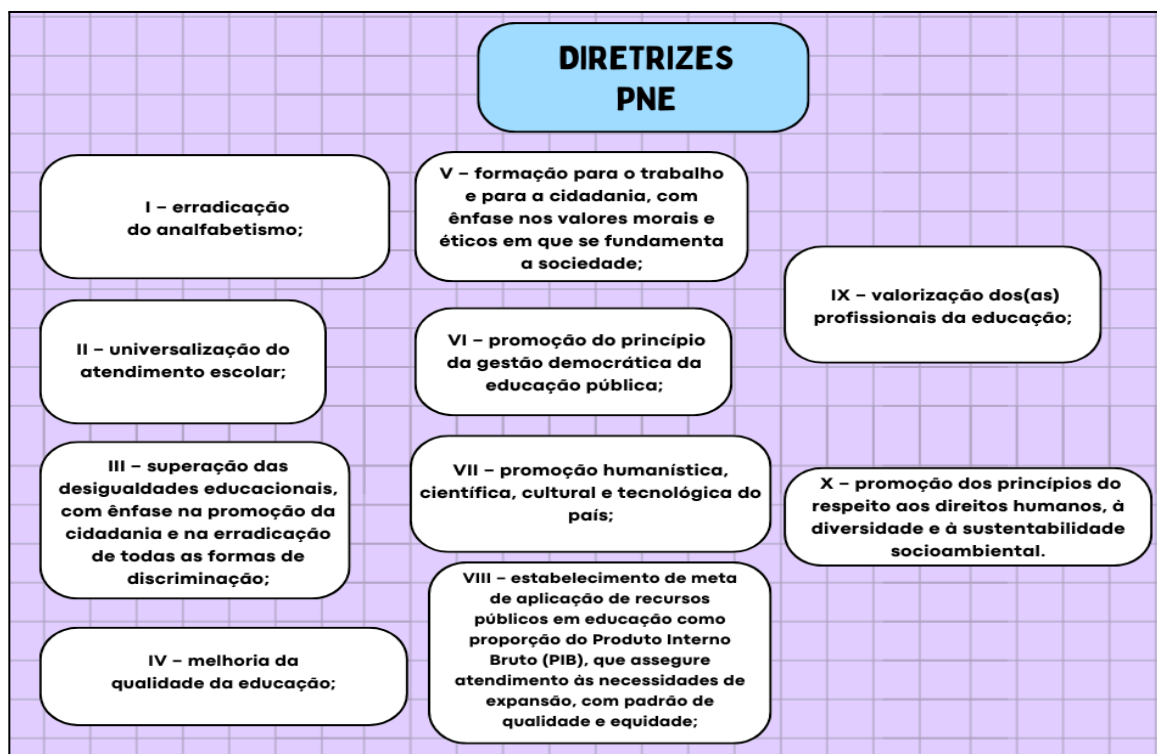 DIRETRIZES
PNE
I – erradicação
do analfabetismo;
II – universalização do
atendimento escolar;
III – superação das
desigualdades educacionais,
com ênfase na promoção da
cidadania e na erradicação
de todas as formas de
discriminação;
IV – melhoria da
qualidade da educação;
V – formação para o trabalho
e para a cidadania, com
ênfase nos valores morais e
éticos em que se fundamenta
a sociedade;
VI – promoção do princípio
da gestão democrática da
educação pública;
VII – promoção humanística,
científica, cultural e tecnológica do
país;
VIII – estabelecimento de meta
de aplicação de recursos
públicos em educação como
proporção do Produto Interno
Bruto (PIB), que assegure
atendimento às necessidades de
expansão, com padrão de
qualidade e equidade;
IX – valorização dos(as)
profissionais da educação;
X – promoção dos princípios do
respeito aos direitos humanos, à
diversidade e à sustentabilidade
socioambiental.